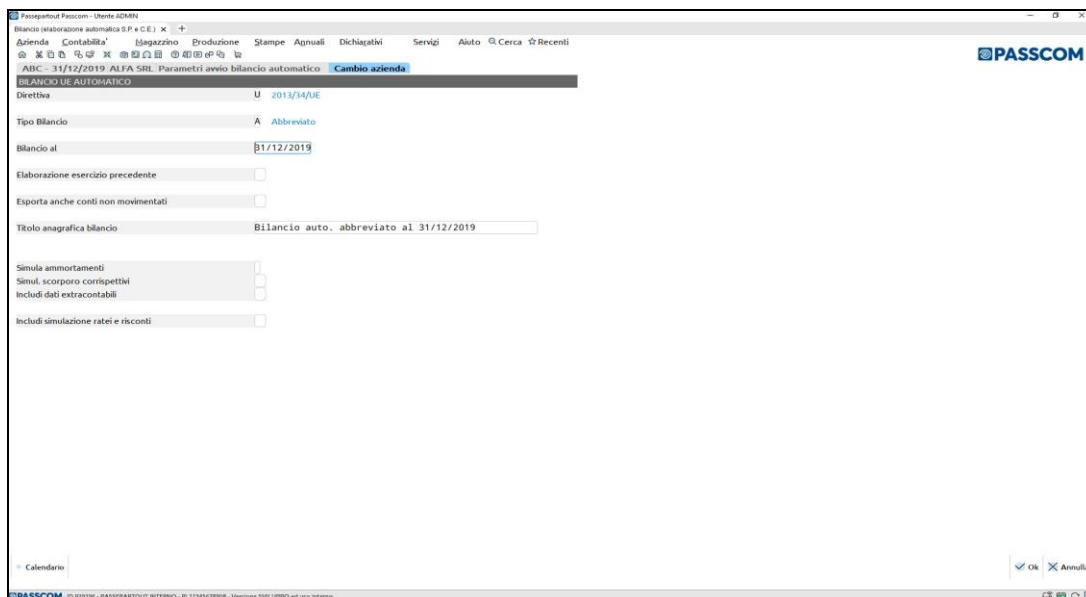 Passepartout Passcom - Utente ADMIN
Bilancio (elaborazione automatica S.P. e C.E.) × +
Azienda Contabilita' Magazzino Produzione Stampe Annuali Dichiarativi Servizi Aiuto Cerca Recenti
PASSCOM
ABC - 31/12/2019 ALFA SRL Parametri avvio bilancio automatico Cambio azienda
BILANCIO UE AUTOMATICO
Direttiva U 2013/34/UE
Tipo Bilancio A Abbreviato
Bilancio al 31/12/2019
Elaborazione esercizio precedente
Esporta anche conti non movimentati
Titolo anagrafica bilancio Bilancio auto. abbreviato al 31/12/2019
Simula ammortamenti
Simul. scorporo corrispettivi
Includi dati extracontabili
Includi simulazione ratei e risconti
Calendario Ok Annulla
PASSCOM